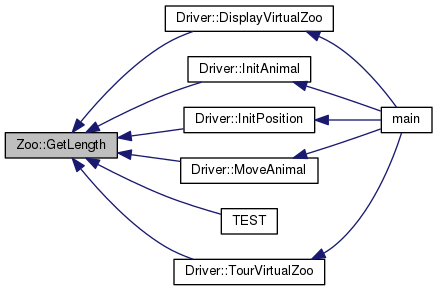 Driver::DisplayVirtualZoo
Driver::InitAnimal
Driver::InitPosition
main
Zoo::GetLength
Driver::MoveAnimal
TEST
Driver::TourVirtualZoo